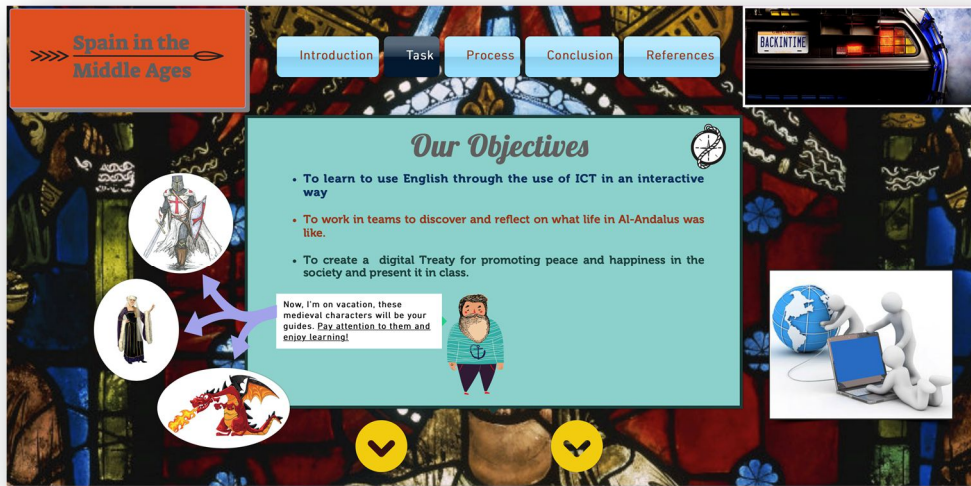 Spain in the
Middle Ages
Introduction
Task
Process
Conclusion
References
BACKINTIME
Our Objectives
• To learn to use English through the use of ICT in an interactive
way
• To work in teams to discover and reflect on what life in Al-Andalus was
like.
• To create a digital Treaty for promoting peace and happiness in the
society and present it in class.
Now, I'm on vacation, these
medieval characters will be your
guides. Pay attention to them and
enjoy learning!